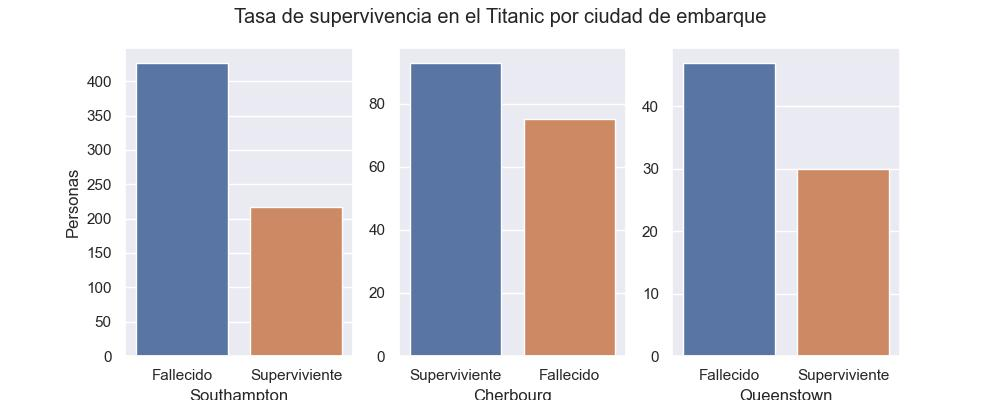 Tasa de supervivencia en el Titanic por ciudad de embarque
Personas
400
350
300
250
200
150
100
50
0
Fallecido Superviviente
Southampton
80
60
40
20
0
Superviviente Fallecido
Cherbourg
40
30
20
10
0
Fallecido Superviviente
Queenstown